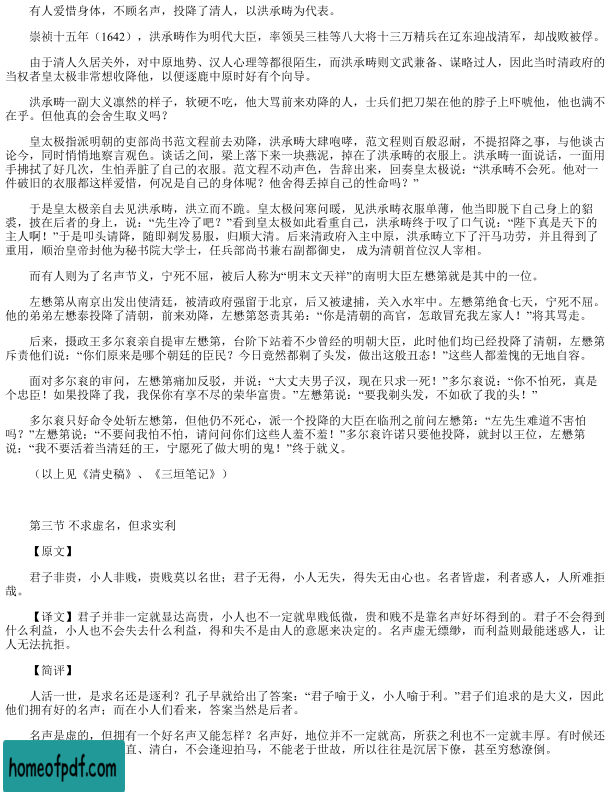 有人爱惜身体，不顾名声，投降了清人，以洪承畴为代表。
崇祯十五年（1642），洪承畴作为明代大臣，率领吴三桂等八大将十三万精兵在辽东迎战清军，却战败被俘。
由于清人久居关外，对中原地势、汉人心理等都很陌生，而洪承畴则文武兼备、谋略过人，因此当时清政府的
当权者皇太极非常想收降他，以便逐鹿中原时好有个向导。
洪承畴一副大义凛然的样子，软硬不吃，他大骂前来劝降的人，士兵们把刀架在他的脖子上吓唬他，他也满不
在乎。但他真的会舍生取义吗？
皇太极指派明朝的吏部尚书范文程前去劝降，洪承畴大肆咆哮，范文程则百般忍耐，不提招降之事，与他谈古
论今，同时悄悄地察言观色。谈话之间，梁上落下来一块燕泥，掉在了洪承畴的衣服上。洪承畴一面说话，一面用
手拂拭了好几次，生怕弄脏了自己的衣服。范文程不动声色，告辞出来，回奏皇太极说：“洪承畴不会死。他对一
件破旧的衣服都这样爱惜，何况是自己的身体呢？他舍得丢掉自己的性命吗？”
于是皇太极亲自去见洪承畴，洪立而不跪。皇太极问寒问暖，见洪承畴衣服单薄，他当即脱下自己身上的貂
裘，披在后者的身上，说：“先生冷了吧？”看到皇太极如此看重自己，洪承畴终于叹了口气说：“陛下真是天下的
主人啊！”于是叩头请降，随即剃发易服，归顺大清。后来清政府入主中原，洪承畴立下了汗马功劳，并且得到了
重用，顺治皇帝封他为秘书院大学士，任兵部尚书兼右副都御史， 成为清朝首位汉人宰相。
而有人则为了名声节义，宁死不屈，被后人称为“明末文天祥”的南明大臣左懋第就是其中的一位。
左懋第从南京出发出使清廷，被清政府强留于北京，后又被逮捕，关入水牢中。左懋第绝食七天，宁死不屈。
他的弟弟左懋泰投降了清朝，前来劝降，左懋第怒责其弟：“你是清朝的高官，怎敢冒充我左家人！”将其骂走。
后来，摄政王多尔衮亲自提审左懋第，台阶下站着不少曾经的明朝大臣，此时他们均已经投降了清朝，左懋第
斥责他们说：“你们原来是哪个朝廷的臣民？今日竟然都剃了头发，做出这般丑态！”这些人都羞愧的无地自容。
面对多尔衮的审问，左懋第痛加反驳，并说：“大丈夫男子汉，现在只求一死！”多尔衮说：“你不怕死，真是
个忠臣！如果投降了我，我保你有享不尽的荣华富贵。”左懋第说：“要我剃头发，不如砍了我的头！”
多尔衮只好命令处斩左懋第，但他仍不死心，派一个投降的大臣在临刑之前问左懋第：“左先生难道不害怕
吗？”左懋第说：“不要问我怕不怕，请问问你们这些人羞不羞！”多尔衮许诺只要他投降，就封以王位，左懋第
说：“我不要活着当清廷的王，宁愿死了做大明的鬼！”终于就义。
（以上见《清史稿》、《三垣笔记》）
第三节 不求虚名，但求实利
【原文】
君子非贵，小人非贱，贵贱莫以名世；君子无得，小人无失，得失无由心也。名者皆虚，利者惑人，人所难拒
哉。
【译文】君子并非一定就显达高贵，小人也不一定就卑贱低微，贵和贱不是靠名声好坏得到的。君子不会得到
什么利益，小人也不会失去什么利益，得和失不是由人的意愿来决定的。名声虚无缥缈，而利益则最能迷惑人，让
人无法抗拒。
【简评】
人活一世，是求名还是逐利？孔子早就给出了答案：“君子喻于义，小人喻于利。”君子们追求的是大义，因此
他们拥有好的名声；而在小人们看来，答案当然是后者。
名声是虚的，但拥有一个好名声又能怎样？名声好，地位并不一定就高，所获之利也不一定就丰厚。有时候还
直、清白，不会逢迎拍马，不能老于世故，所以往往是沉居下僚，甚至穷愁潦倒。
homeofpdf.com